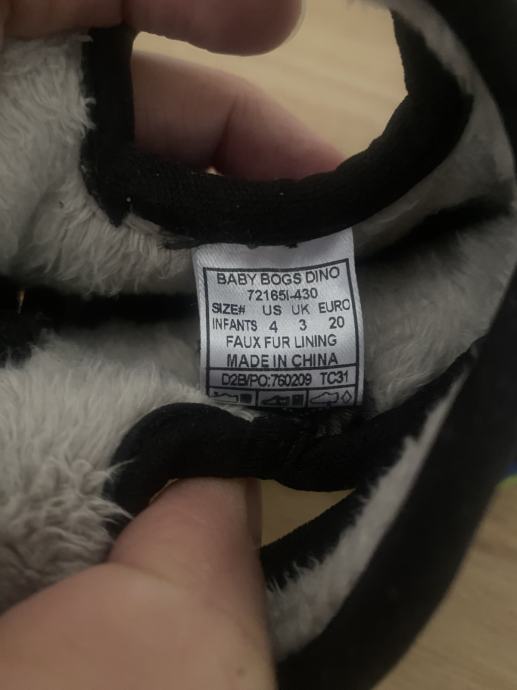 BABY BOGS DINO
72165I-430
SIZE# US UK EURO
INFANTS 4 3 20
FAUX FUR LINING
MADE IN CHINA
D2B/PO:760209 TC31